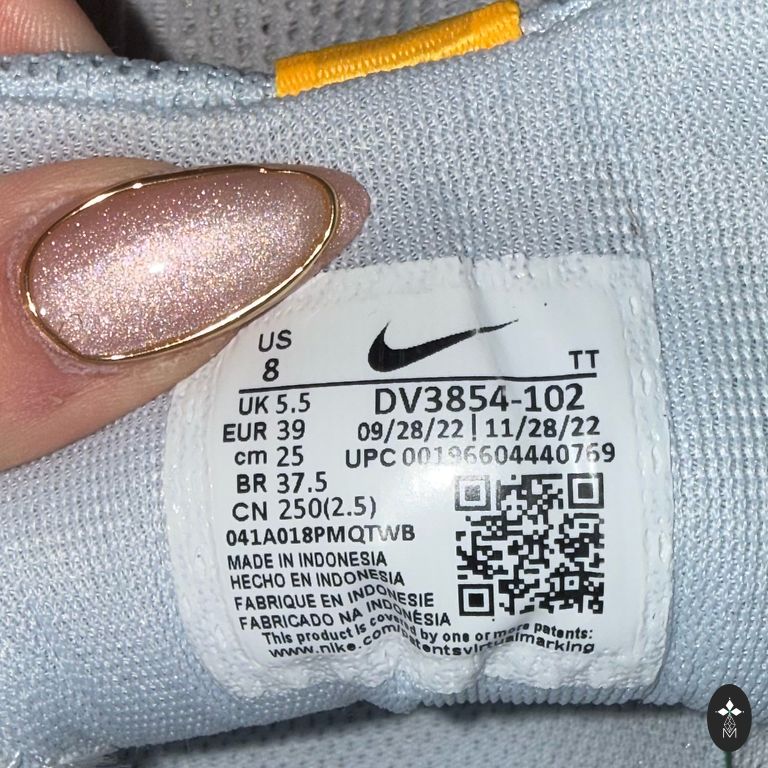 US
8
TT
UK 5.5
DV3854-102
EUR 39
09/28/22 | 11/28/22
cm 25
UPC 00196604440769
BR 37.5
CN 250(2.5)
041A018PMQTWB
MADE IN INDONESIA
HECHO EN INDONESIA
FABRIQUE EN INDONESIE
FABRICADO NA INDONÉSIA
This product is covered by one or more patents:
www.nike.com/patentsvirtualmarking
M